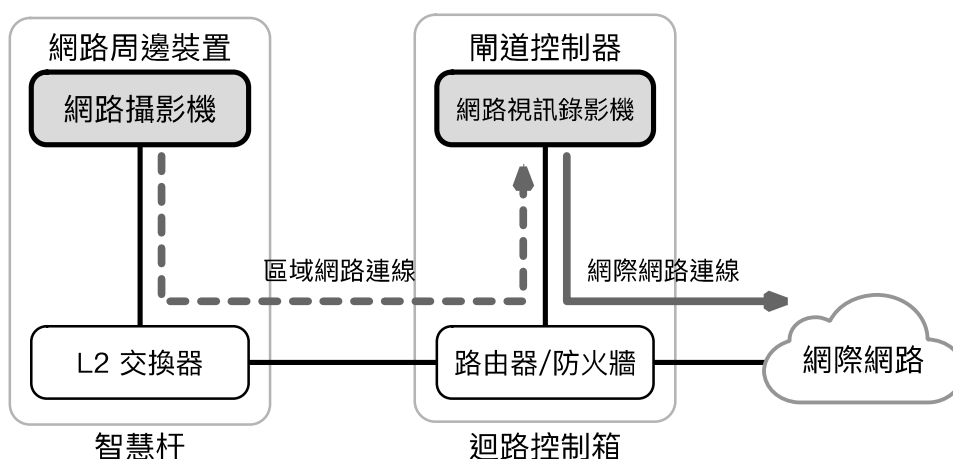 網路周邊裝置
閘道控制器
網路攝影機
網路視訊錄影機
區域網路連線
網際網路連線
L2 交換器
路由器/防火牆
網際網路
智慧杆
迴路控制箱